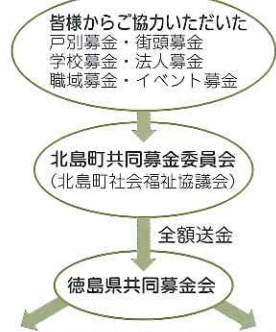 皆様からご協力いただいた
戸別募金・街頭募金
学校募金・法人募金
職域募金・イベント募金
北島町共同募金委員会
(北島町社会福祉協議会)
全額送金
徳島県共同募金会